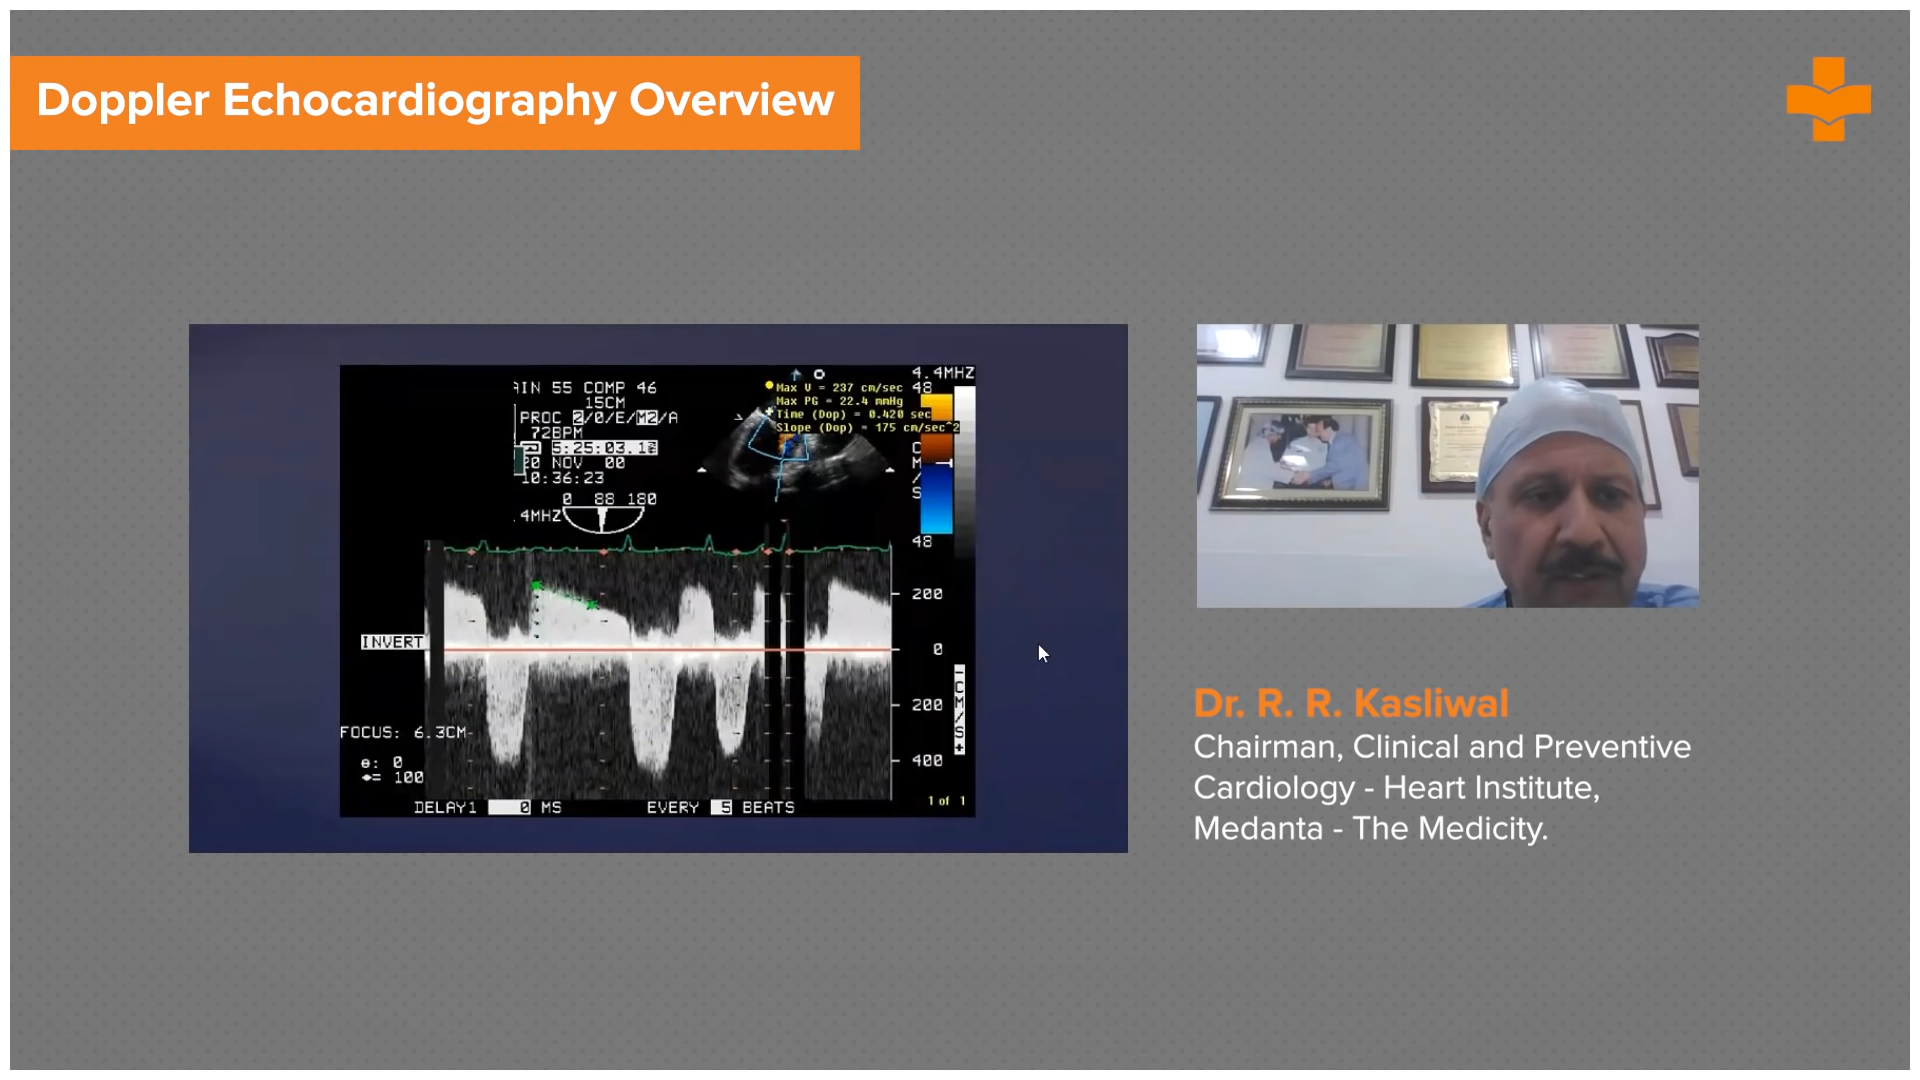 Doppler Echocardiography Overview
AIN 55 COMP 46
15CM
PROC 2/0/E/M2/A
72BPM
5:25:03.12
20 NOV 00
10:36:23
0 88 180
.4MHZ
4.4MHZ
Max V = 237 cm/sec
Max PG = 22.4 mmHg
Time (Dop) = 0.420 sec
Slope (Dop) = 175 cm/sec^2
48
C
M
/
S
48
200
INVERT
0
200
-CM/S+
400
FOCUS: 6.3CM
θ: 0
= 100
DELAY1 0 MS EVERY 5 BEATS
1 of 1
Dr. R. R. Kasliwal
Chairman, Clinical and Preventive
Cardiology - Heart Institute,
Medanta - The Medicity.